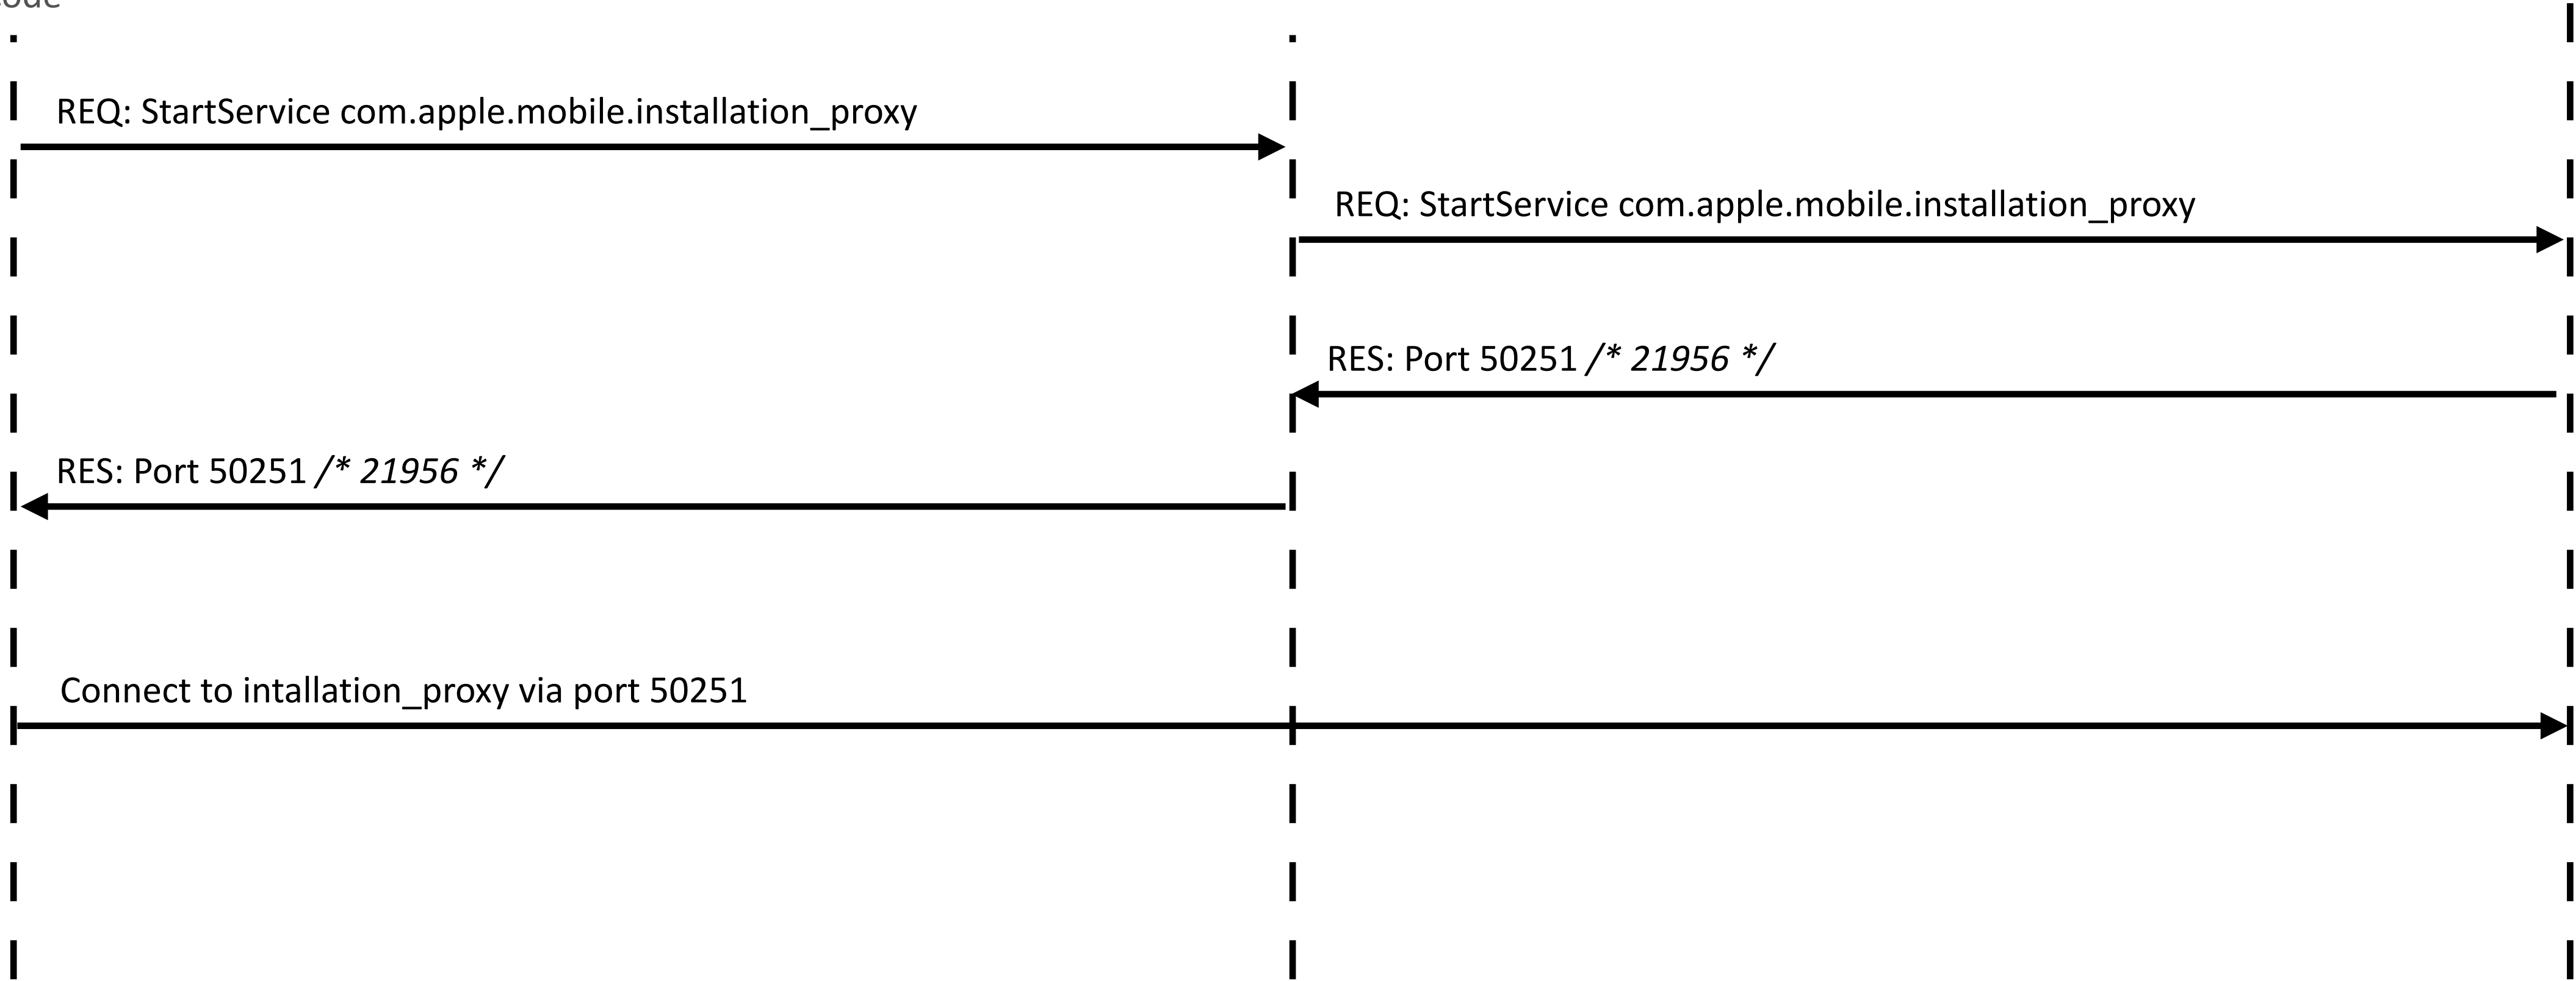 REQ: StartService com.apple.mobile.installation_proxy
REQ: StartService com.apple.mobile.installation_proxy
RES: Port 50251 /* 21956 */
RES: Port 50251 /* 21956 */
Connect to intallation_proxy via port 50251